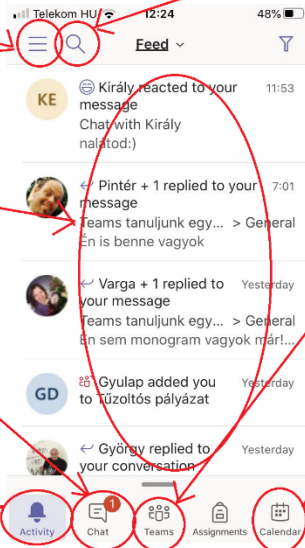 Telekom HU 12:24 48%
Feed
KE
Király reacted to your 11:53
message
Chat with Király
nálatod:)
Pintér + 1 replied to your 7:01
message
Teams tanuljunk egy... > General
Én is benne vagyok
Varga + 1 replied to Yesterday
your message
Teams tanuljunk egy... > General
Én sem monogram vagyok már!...
GD
Gyulap added you Yesterday
to Tűzoltós pályázat
György replied to Yesterday
your conversation
1
Activity Chat Teams Assignments Calendar